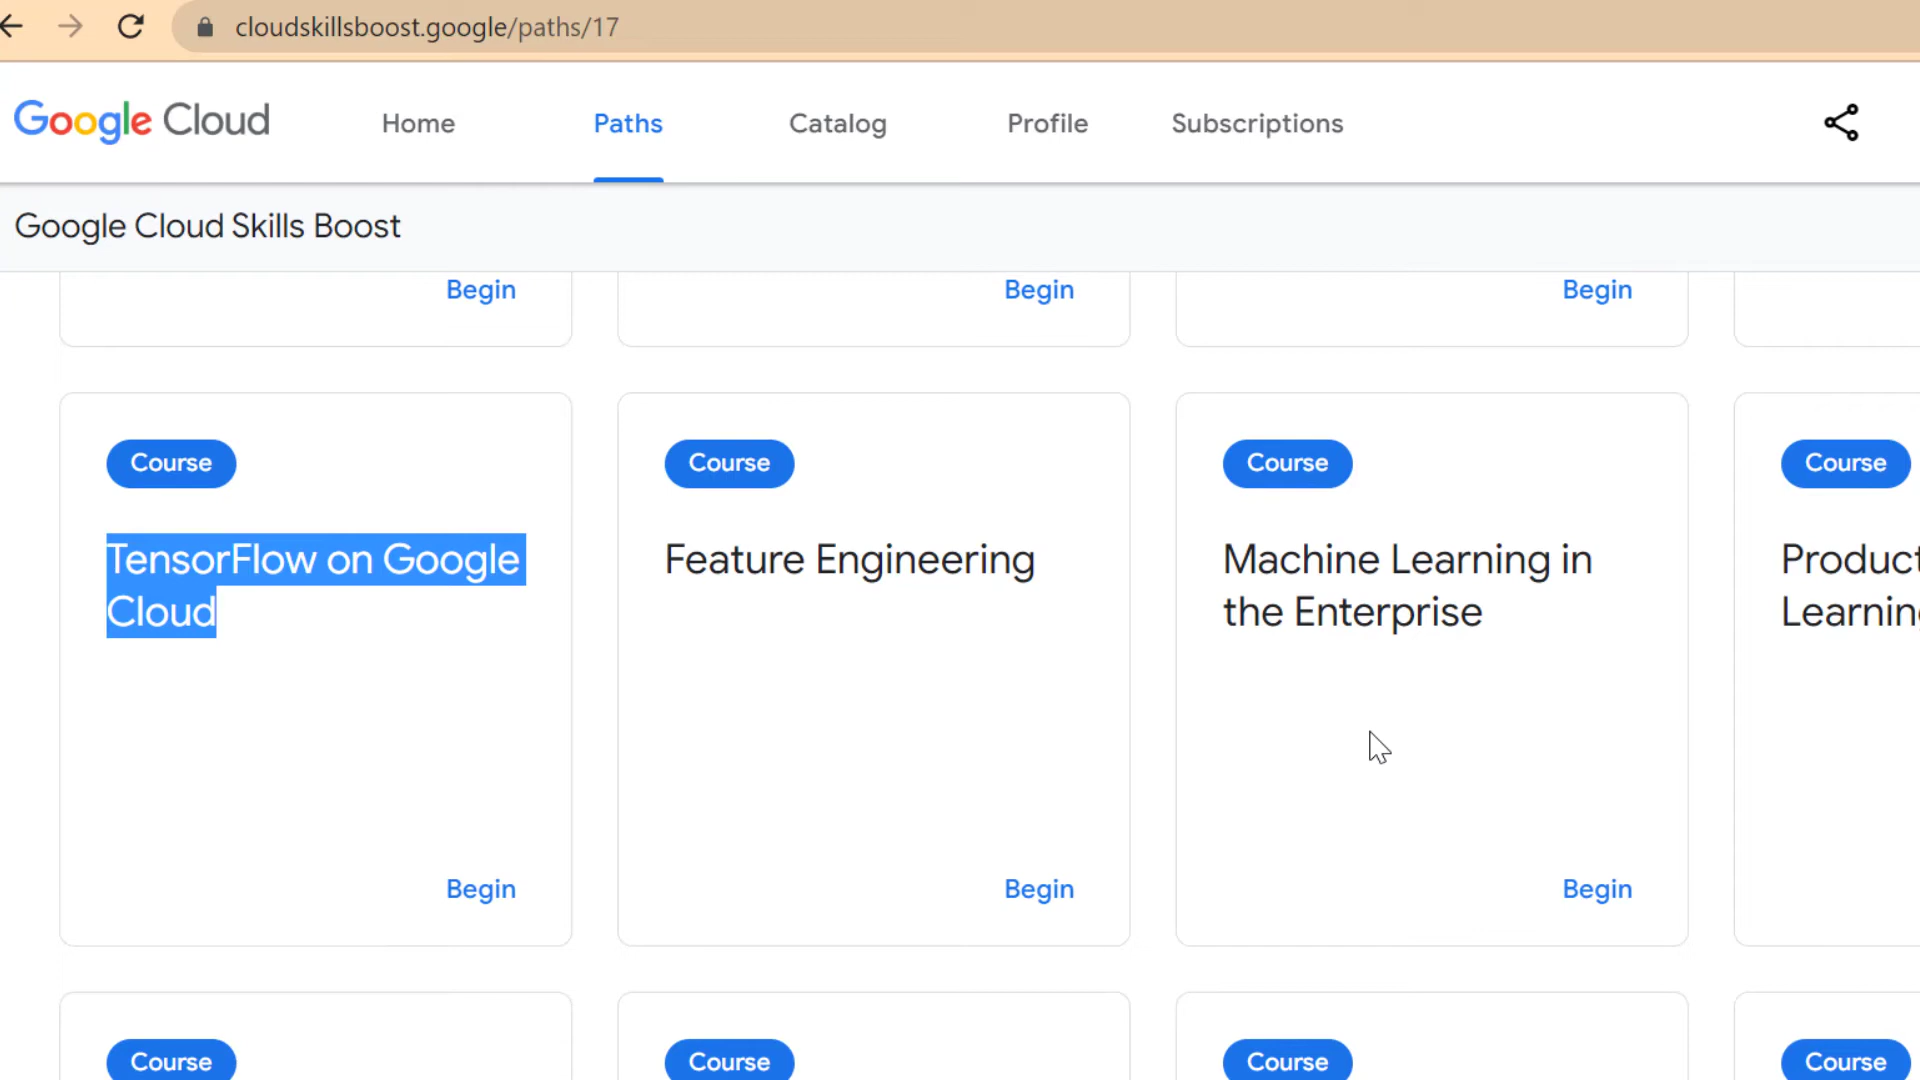 cloudskillsboost.google/paths/17
Google Cloud Home Paths Catalog Profile Subscriptions
Google Cloud Skills Boost
Begin Begin Begin
Course Course Course Course
TensorFlow on Google
Cloud
Feature Engineering
Machine Learning in
the Enterprise
Product
Learning
Begin Begin Begin
Course Course Course Course